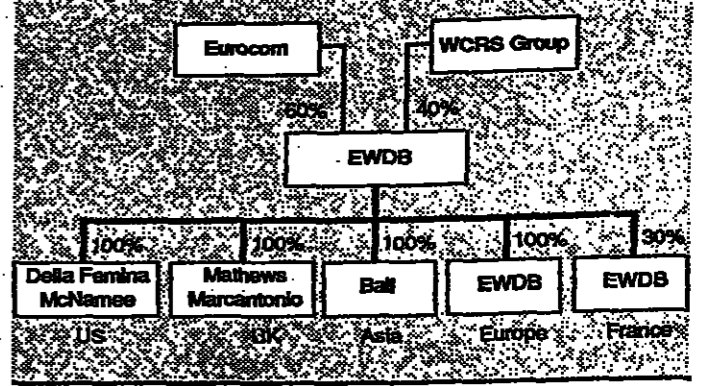 Eurocom
WCRS Group
60%
40%
EWDB
100%
100%
100%
100%
30%
Della Femina
McNamee
Mathews
Marcantonio
Ball
EWDB
EWDB
US
UK
Asia
Europe
France